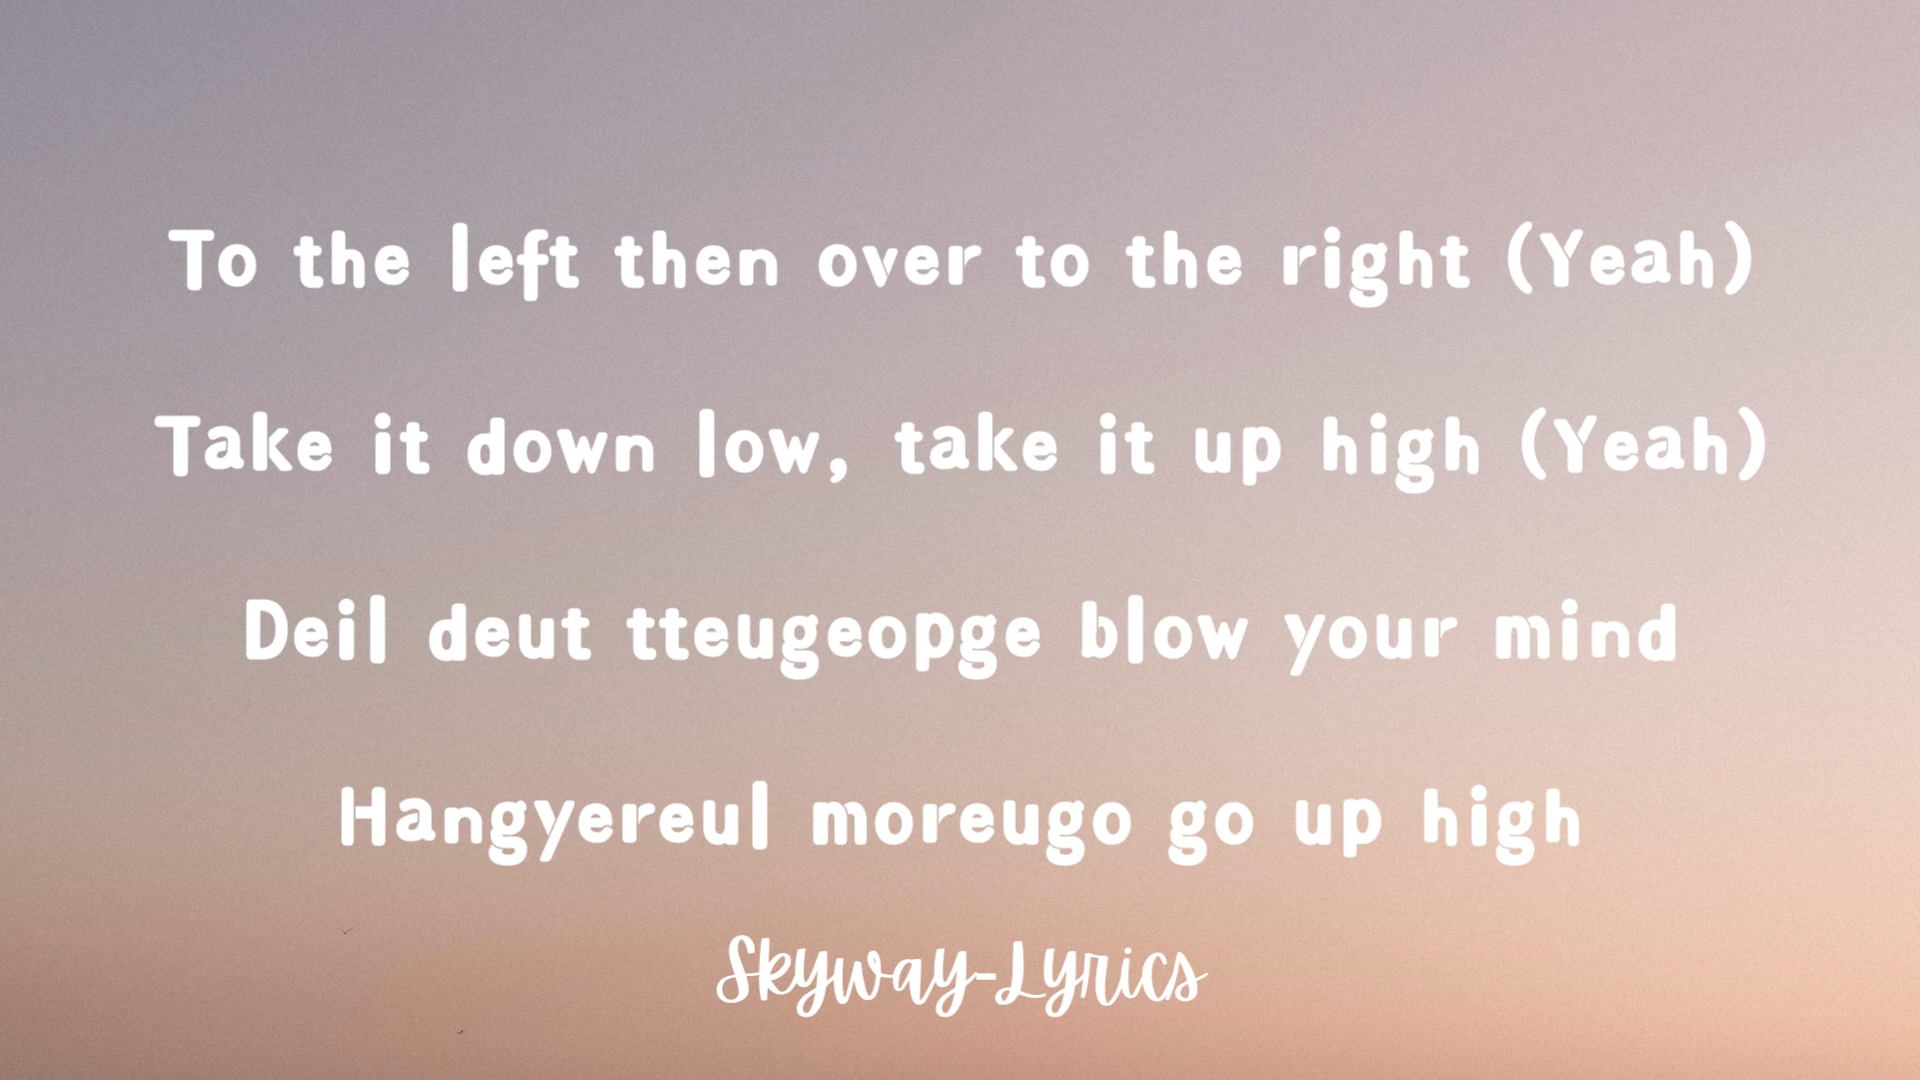 To the left then over to the right (Yeah)
Take it down low, take it up high (Yeah)
Deil deut tteugeopge blow your mind
Hangyereul moreugo go up high
Skyway-Lyrics